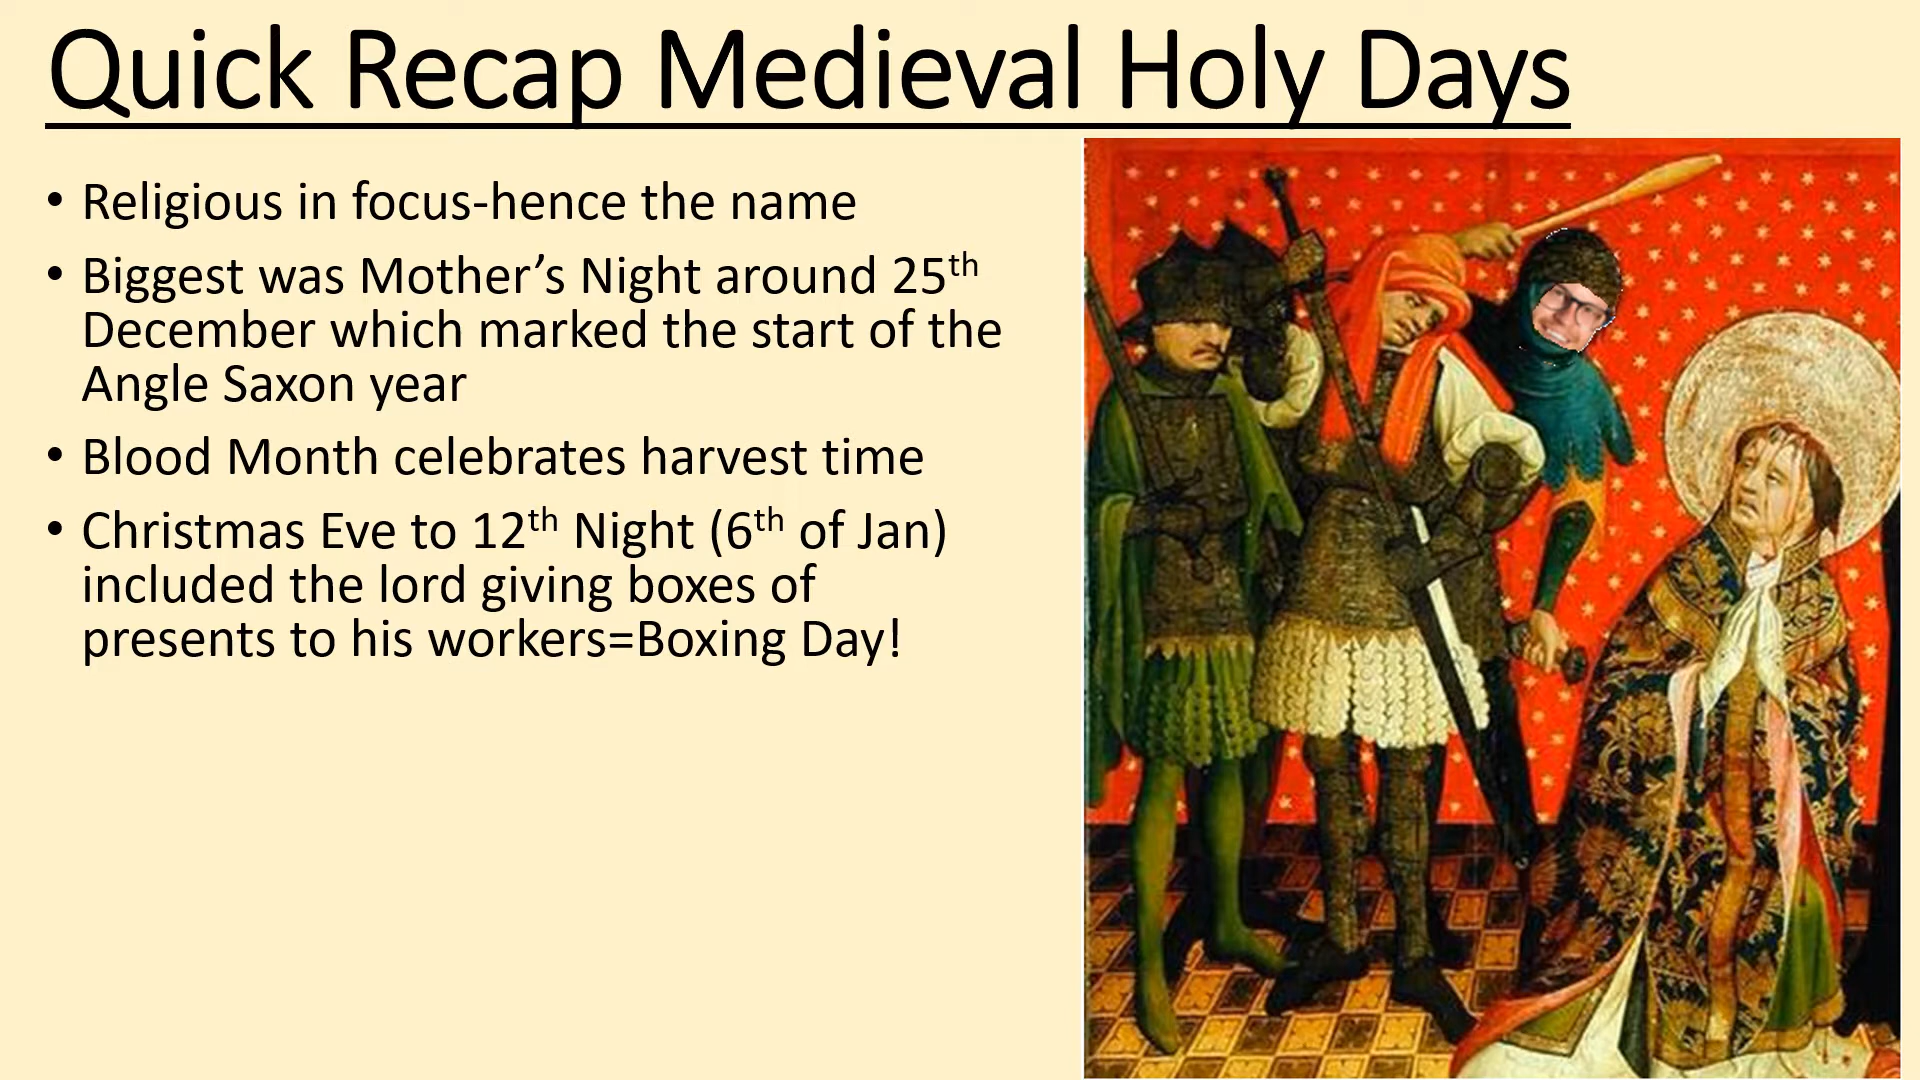 Quick Recap Medieval Holy Days
• Religious in focus-hence the name
• Biggest was Mother’s Night around 25th
December which marked the start of the
Angle Saxon year
• Blood Month celebrates harvest time
• Christmas Eve to 12th Night (6th of Jan)
included the lord giving boxes of
presents to his workers=Boxing Day!